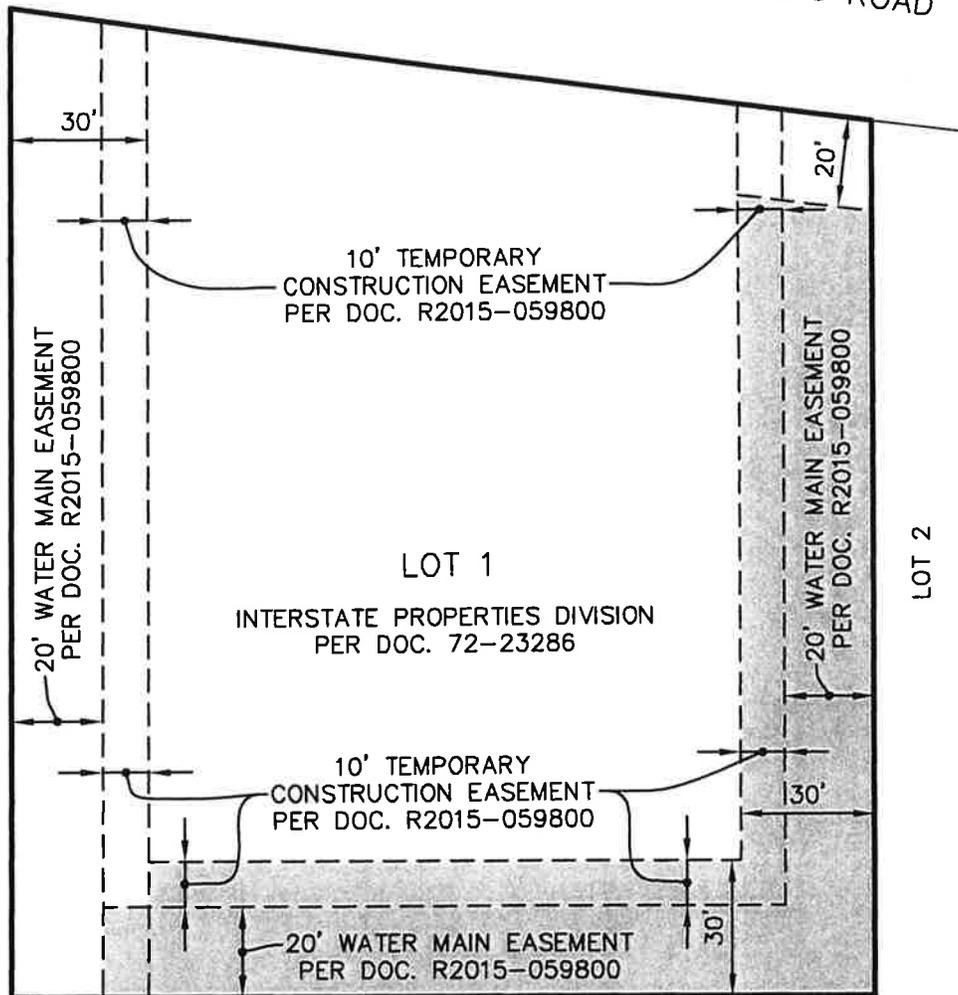 ROAD
30'
20'
10' TEMPORARY
CONSTRUCTION EASEMENT
PER DOC. R2015-059800
20' WATER MAIN EASEMENT
PER DOC. R2015-059800
20' WATER MAIN EASEMENT
PER DOC. R2015-059800
LOT 2
LOT 1
INTERSTATE PROPERTIES DIVISION
PER DOC. 72-23286
10' TEMPORARY
CONSTRUCTION EASEMENT
PER DOC. R2015-059800
30'
30'
20' WATER MAIN EASEMENT
PER DOC. R2015-059800